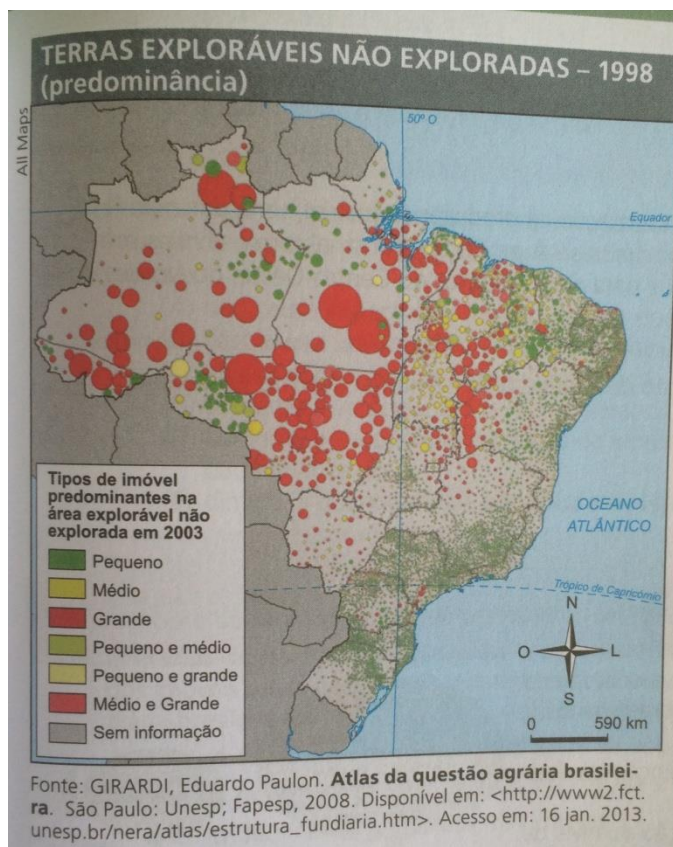 TERRAS EXPLORÁVEIS NÃO EXPLORADAS – 1998
(predominância)
All Maps
50º O
Equador
Tipos de imóvel
predominantes na
área explorável não
explorada em 2003
Pequeno
Médio
Grande
Pequeno e médio
Pequeno e grande
Médio e Grande
Sem informação
OCEANO
ATLÂNTICO
Trópico de Capricórnio
N
O
L
S
0 590 km
Fonte: GIRARDI, Eduardo Paulon. Atlas da questão agrária brasilei-
ra. São Paulo: Unesp; Fapesp, 2008. Disponível em: <http://www2.fct.
unesp.br/nera/atlas/estrutura_fundiaria.htm>. Acesso em: 16 jan. 2013.